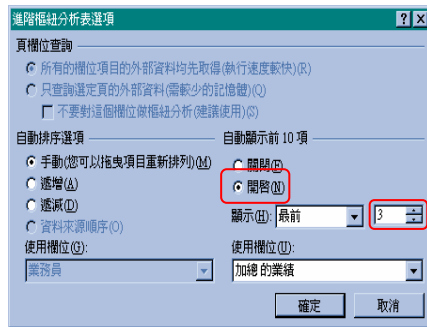 進階樞紐分析表選項
頁欄位查詢
所有的欄位項目的外部資料均先取得(執行速度較快)(R)
只查詢選定頁的外部資料(需較少的記憶體)(Q)
不要對這個欄位做樞紐分析(建議使用)(S)
自動排序選項
手動(您可以拖曳項目重新排列)(M)
遞增(A)
遞減(D)
資料來源順序(O)
使用欄位(G):
業務員
自動顯示前 10 項
關閉(F)
開啓(N)
顯示(H): 最前 3
使用欄位(U):
加總 的業績
確定 取消